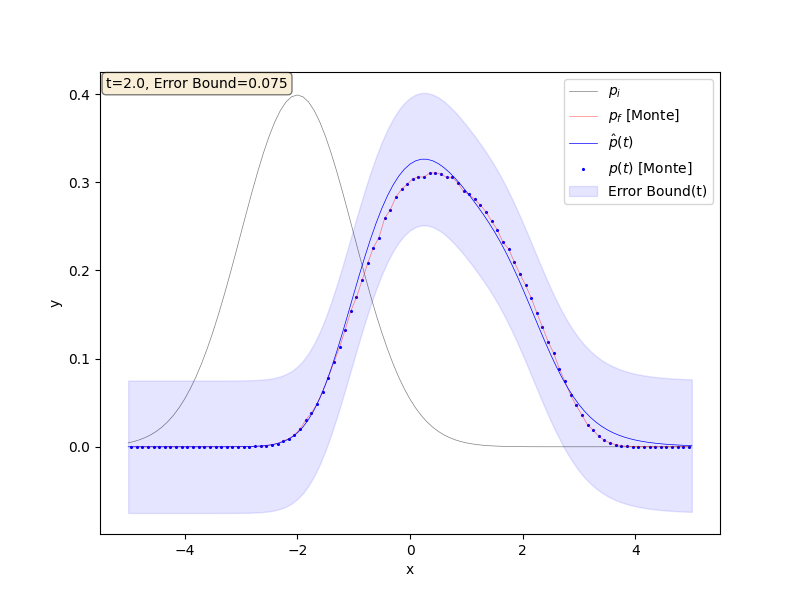 t=2.0, Error Bound=0.075
p_i
p_f [Monte]
p̂(t)
p(t) [Monte]
Error Bound(t)
0.4
0.3
0.2
0.1
0.0
y
−4
−2
0
2
4
x